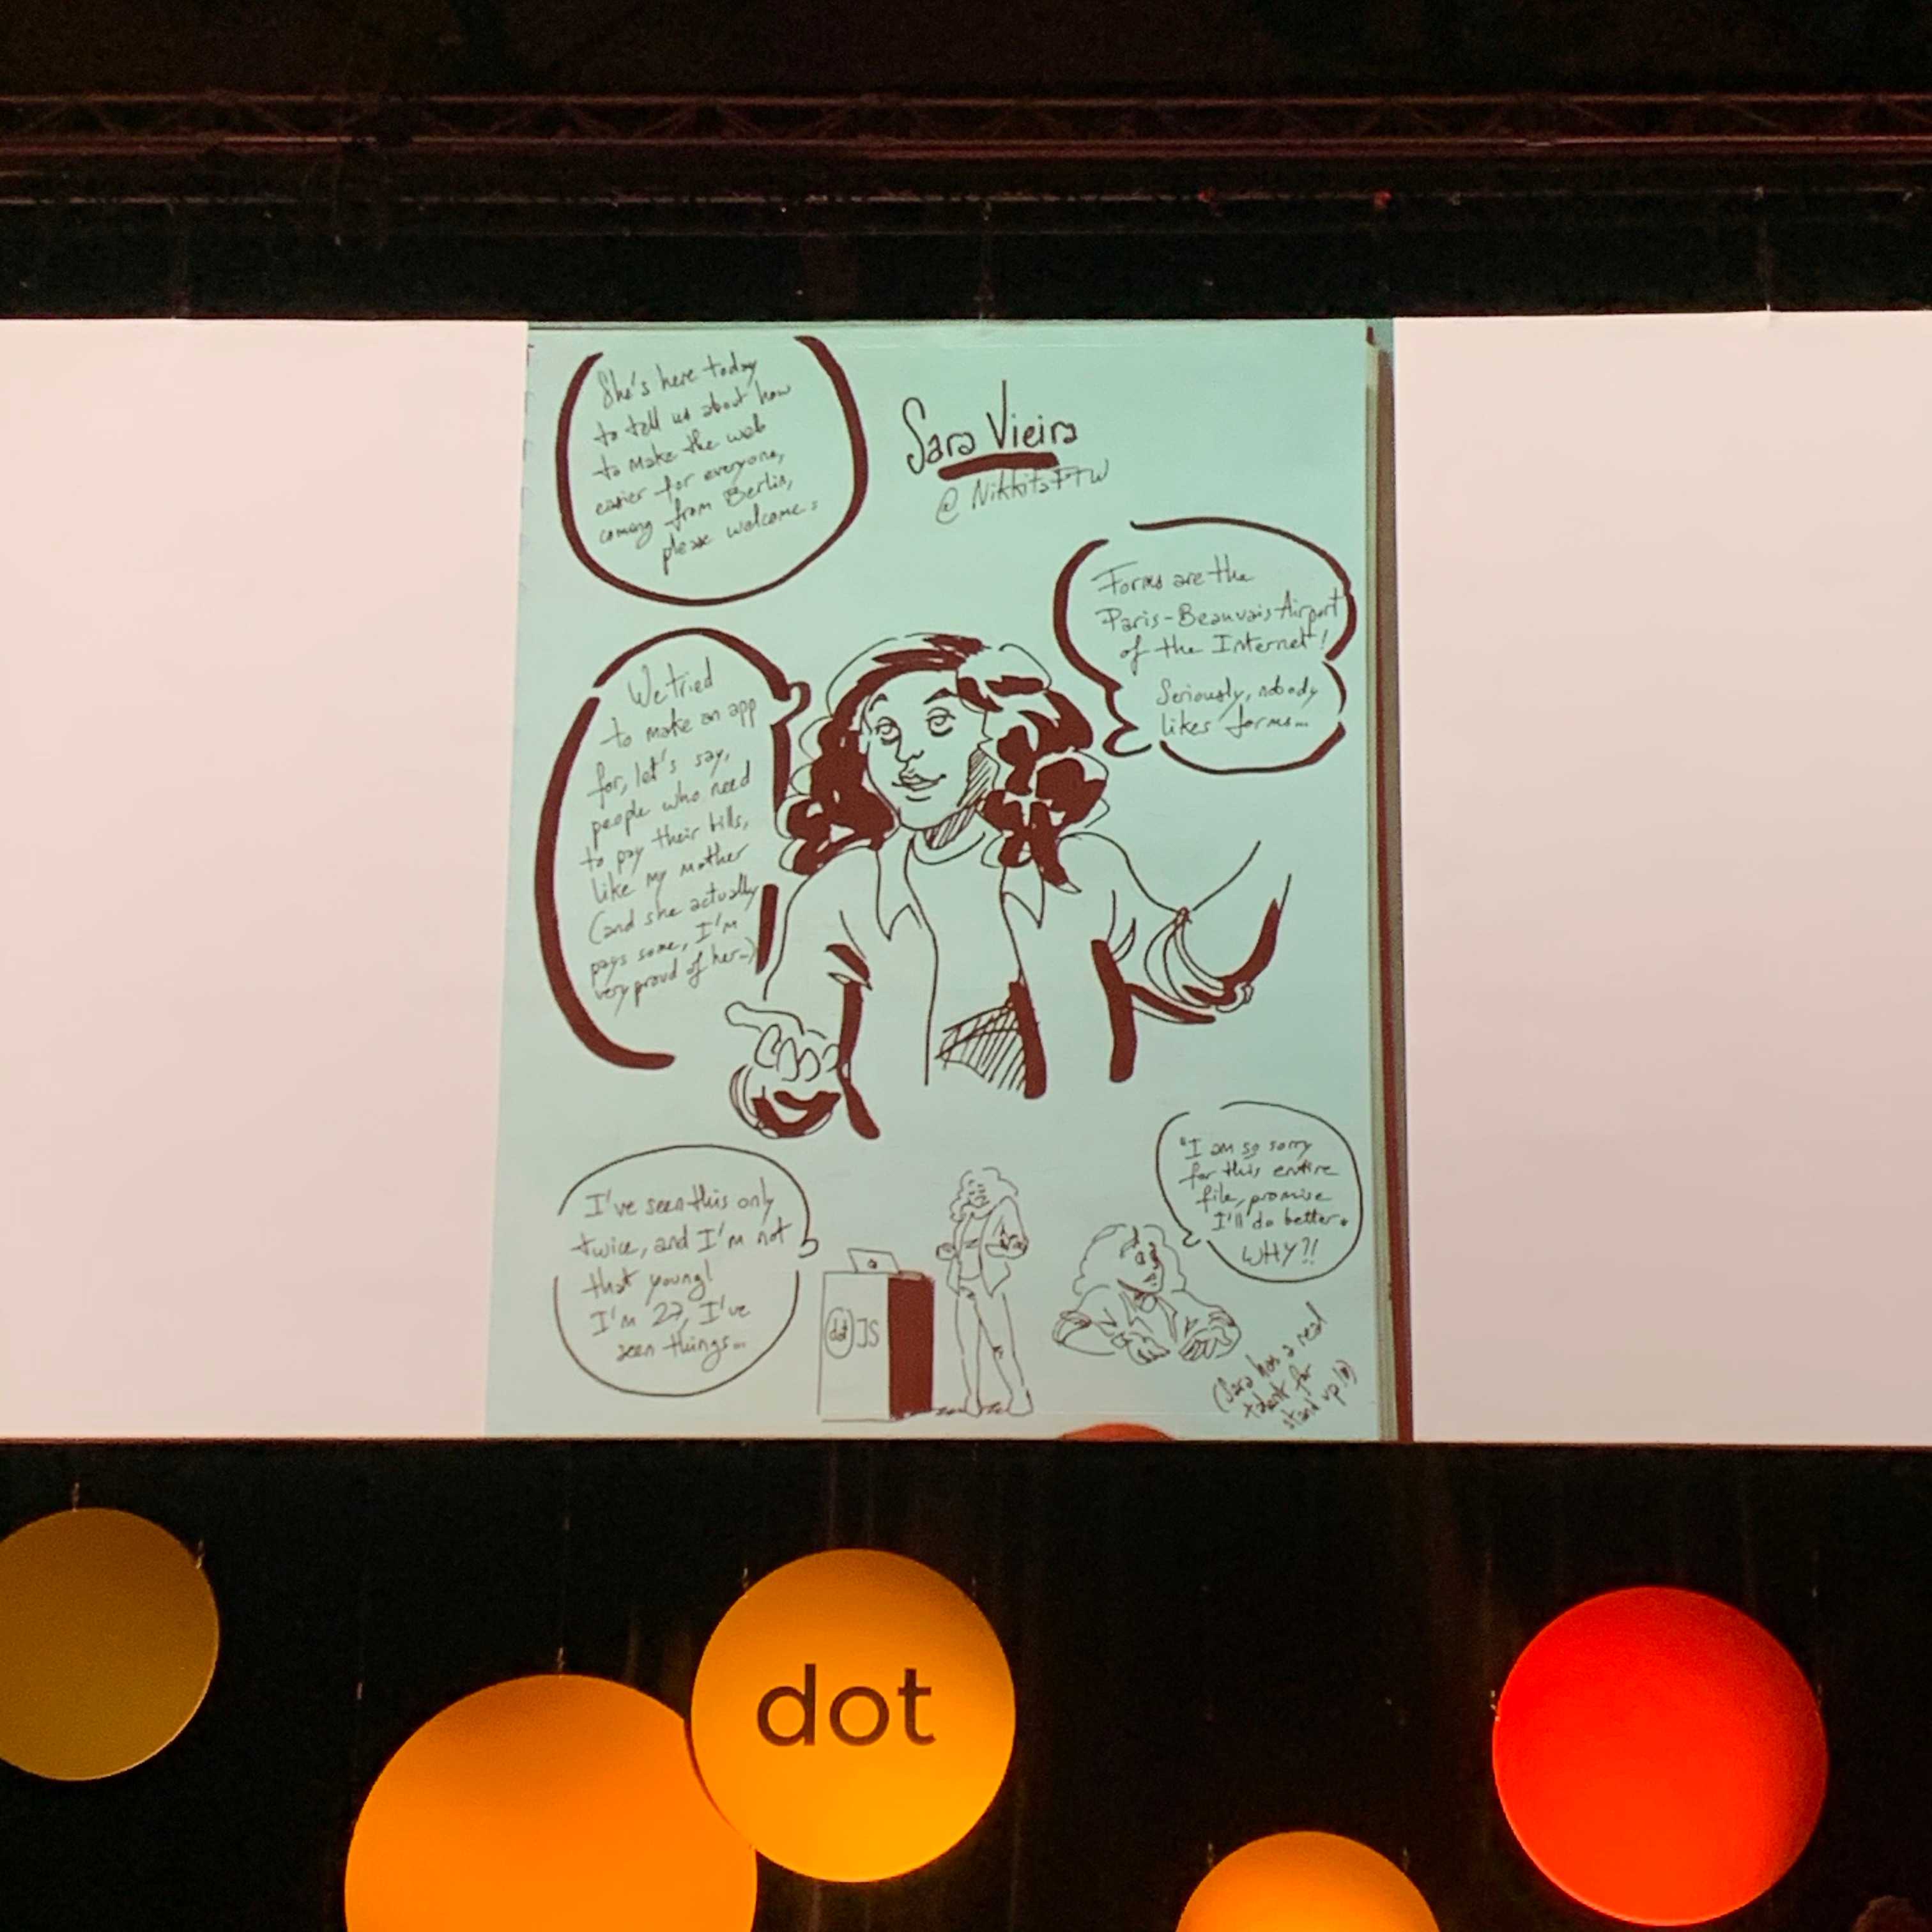 She's here today
to tell us about how
to make the web
easier for everyone,
coming from Berlin,
please welcome:
Sara Vieira
@NikkitaFTW
Forms are the
Paris-Beauvais Airport
of the Internet!
Seriously, nobody
likes forms...
We tried
to make an app
for, let's say,
people who need
to pay their bills,
like my mother
(and she actually
pays some, I'm
very proud of her...)
I've seen this only
twice, and I'm not
that young!
I'm 27, I've
seen things...
dot JS
"I am so sorry
for this entire
file, promise
I'll do better.
WHY?!
(Sara has a real
talent for
stand up!)
dot